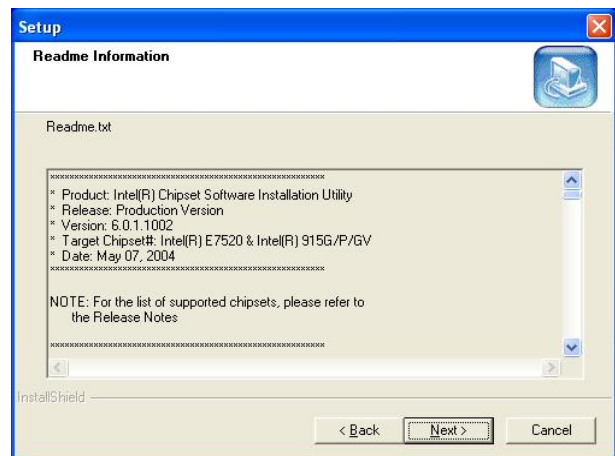 Setup
Readme Information
Readme.txt
******************************************************
* Product: Intel(R) Chipset Software Installation Utility
* Release: Production Version
* Version: 6.0.1.1002
* Target Chipset#: Intel(R) E7520 & Intel(R) 915G/P/GV
* Date: May 07, 2004
******************************************************
NOTE: For the list of supported chipsets, please refer to
the Release Notes
******************************************************
InstallShield
< Back
Next >
Cancel